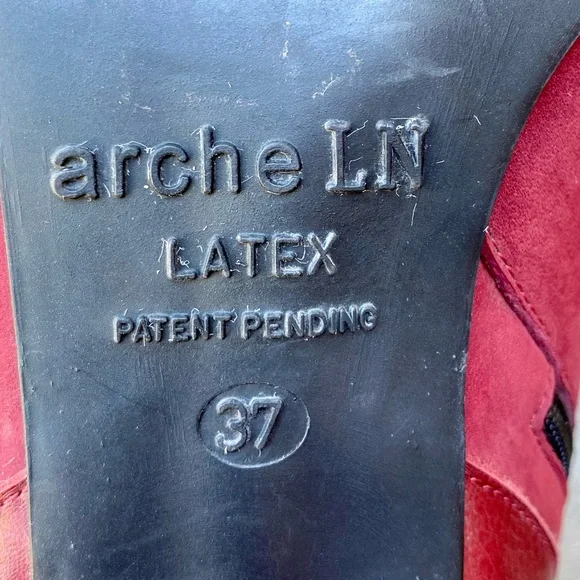 arche LN
LATEX
PATENT PENDING
37